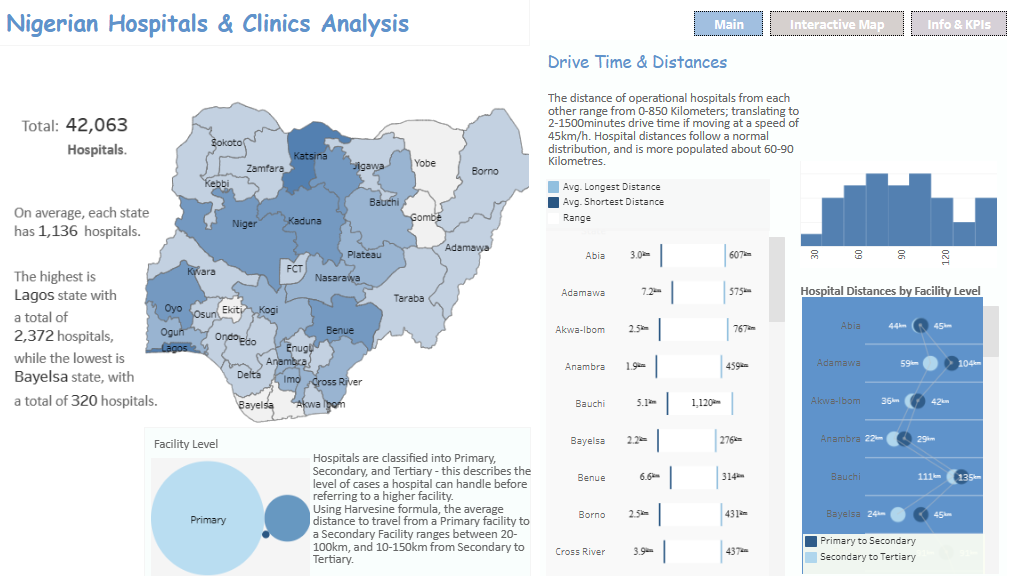 Nigerian Hospitals & Clinics Analysis
Main
Interactive Map
Info & KPIs
Total: 42,063
Hospitals.
On average, each state
has 1,136 hospitals.
The highest is
Lagos state with
a total of
2,372 hospitals,
while the lowest is
Bayelsa state, with
a total of 320 hospitals.
Sokoto
Katsina
Zamfara
Jigawa
Yobe
Borno
Kebbi
Bauchi
Gombe
Niger
Kaduna
Adamawa
Plateau
Kwara
FCT
Nasarawa
Taraba
Oyo
Osun
Ekiti
Kogi
Benue
Ogun
Ondo
Edo
Lagos
Enugu
Anambra
Delta
Imo
Cross River
Bayelsa
Akwa Ibom
Facility Level
Primary
Hospitals are classified into Primary,
Secondary, and Tertiary - this describes the
level of cases a hospital can handle before
referring to a higher facility.
Using Harvesine formula, the average
distance to travel from a Primary facility to
a Secondary Facility ranges between 20-
100km, and 10-150km from Secondary to
Tertiary.
Drive Time & Distances
The distance of operational hospitals from each
other range from 0-850 Kilometers; translating to
2-1500minutes drive time if moving at a speed of
45km/h. Hospital distances follow a normal
distribution, and is more populated about 60-90
Kilometres.
Avg. Longest Distance
Avg. Shortest Distance
Range
Abia 3.0km 607km
Adamawa 7.2km 575km
Akwa-Ibom 2.5km 767km
Anambra 1.9km 459km
Bauchi 5.1km 1,120km
Bayelsa 2.2km 276km
Benue 6.6km 314km
Borno 2.5km 431km
Cross River 3.9km 437km
30 60 90 120
Hospital Distances by Facility Level
Abia 44km 45km
Adamawa 59km 104km
Akwa-Ibom 36km 42km
Anambra 22km 29km
Bauchi 111km 135km
Bayelsa 24km 45km
Primary to Secondary
Secondary to Tertiary